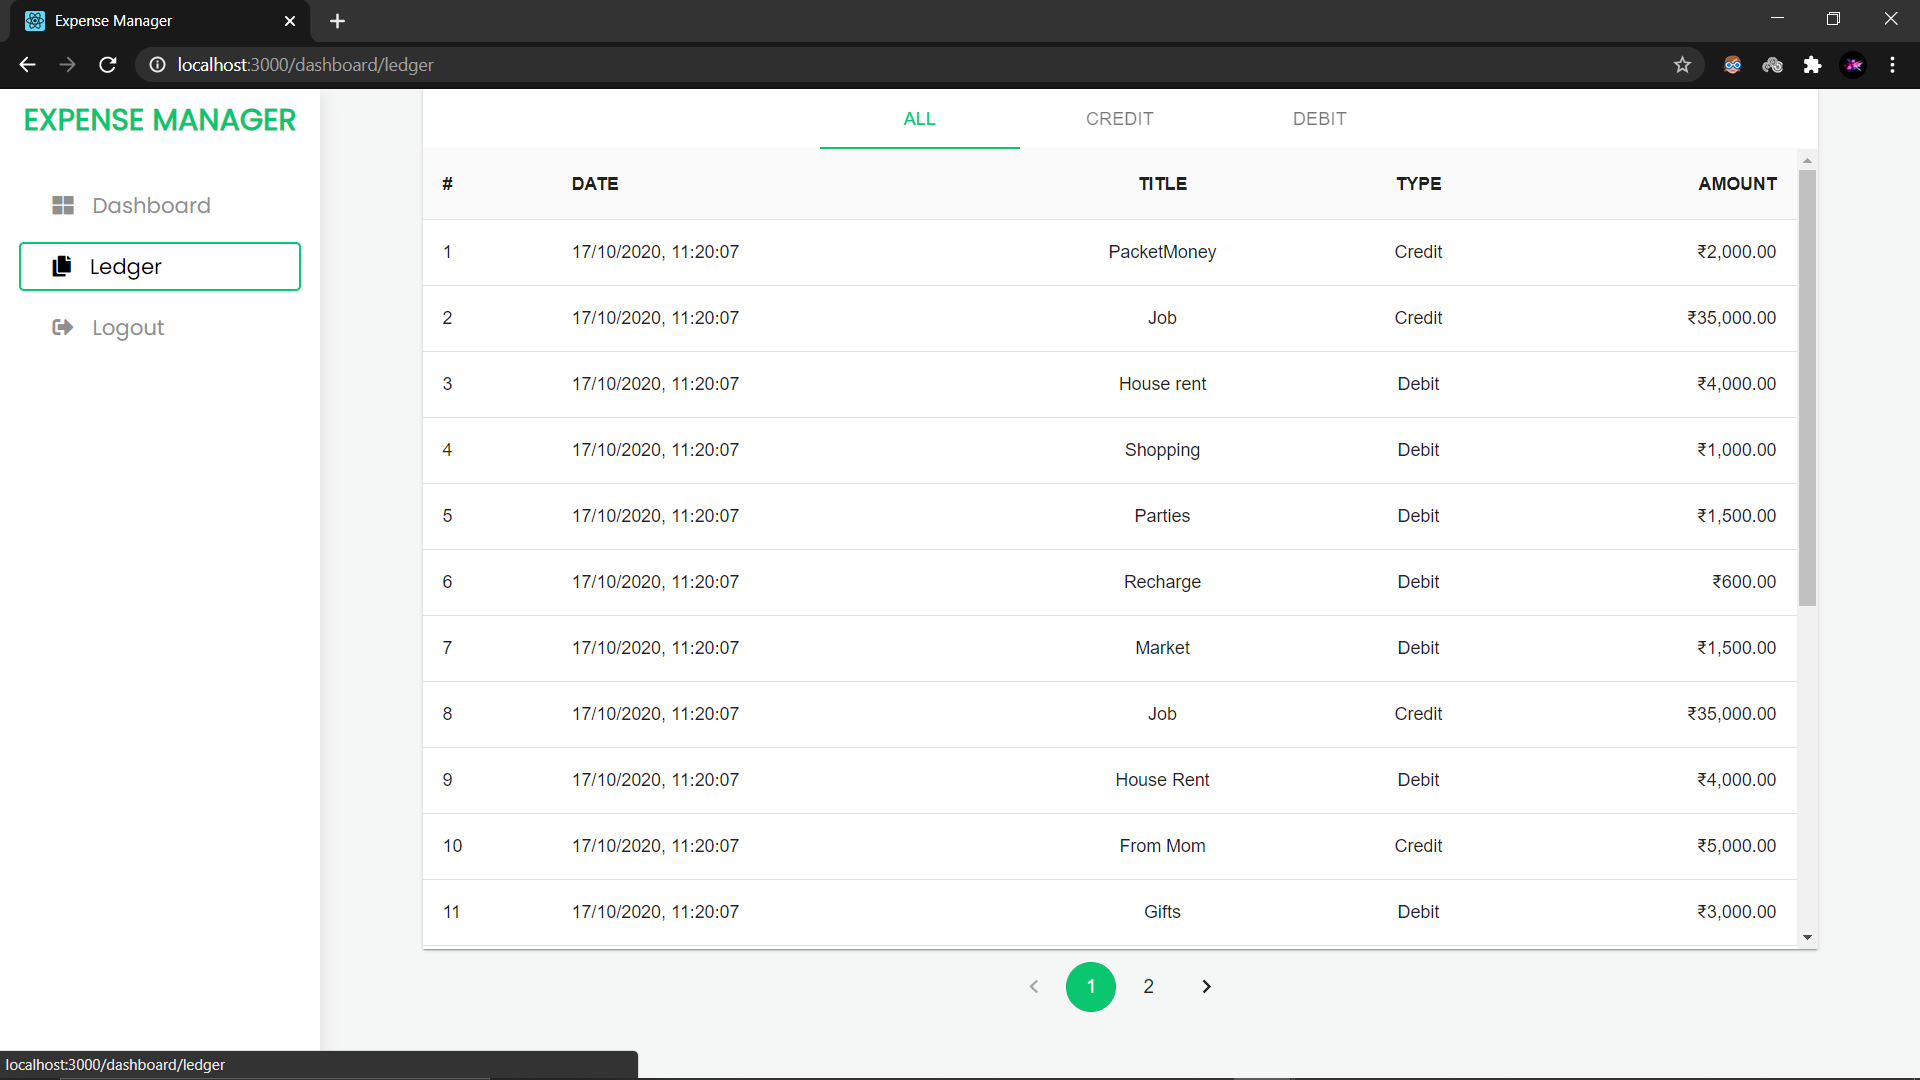 Expense Manager
localhost:3000/dashboard/ledger
EXPENSE MANAGER
Dashboard
Ledger
Logout
ALL CREDIT DEBIT
# DATE TITLE TYPE AMOUNT
1 17/10/2020, 11:20:07 PacketMoney Credit ₹2,000.00
2 17/10/2020, 11:20:07 Job Credit ₹35,000.00
3 17/10/2020, 11:20:07 House rent Debit ₹4,000.00
4 17/10/2020, 11:20:07 Shopping Debit ₹1,000.00
5 17/10/2020, 11:20:07 Parties Debit ₹1,500.00
6 17/10/2020, 11:20:07 Recharge Debit ₹600.00
7 17/10/2020, 11:20:07 Market Debit ₹1,500.00
8 17/10/2020, 11:20:07 Job Credit ₹35,000.00
9 17/10/2020, 11:20:07 House Rent Debit ₹4,000.00
10 17/10/2020, 11:20:07 From Mom Credit ₹5,000.00
11 17/10/2020, 11:20:07 Gifts Debit ₹3,000.00
1 2
localhost:3000/dashboard/ledger